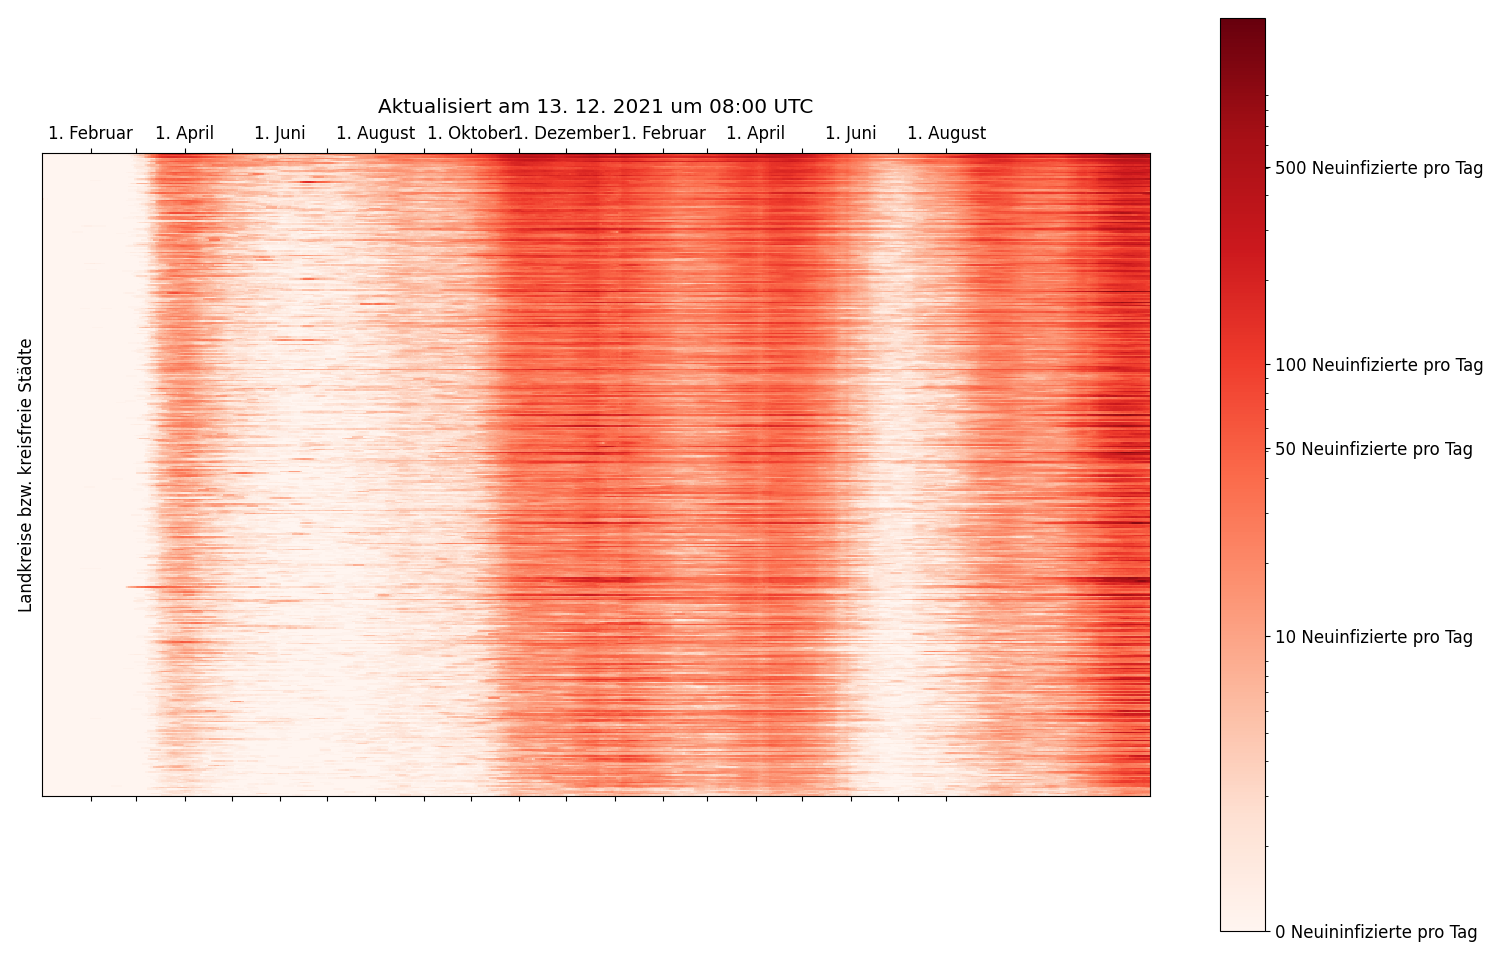 Aktualisiert am 13. 12. 2021 um 08:00 UTC
1. Februar 1. April 1. Juni 1. August 1. Oktober 1. Dezember 1. Februar 1. April 1. Juni 1. August
Landkreise bzw. kreisfreie Städte
500 Neuinfizierte pro Tag
100 Neuinfizierte pro Tag
50 Neuinfizierte pro Tag
10 Neuinfizierte pro Tag
0 Neuininfizierte pro Tag